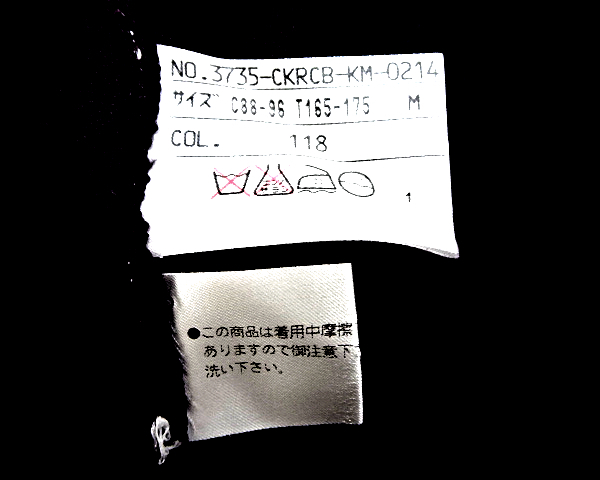 NO.3735-CKRCB-KM-0214
サイズ C88-96 T165-175 M
COL. 118
1
●この商品は着用中摩擦
ありますので御注意下
洗い下さい。